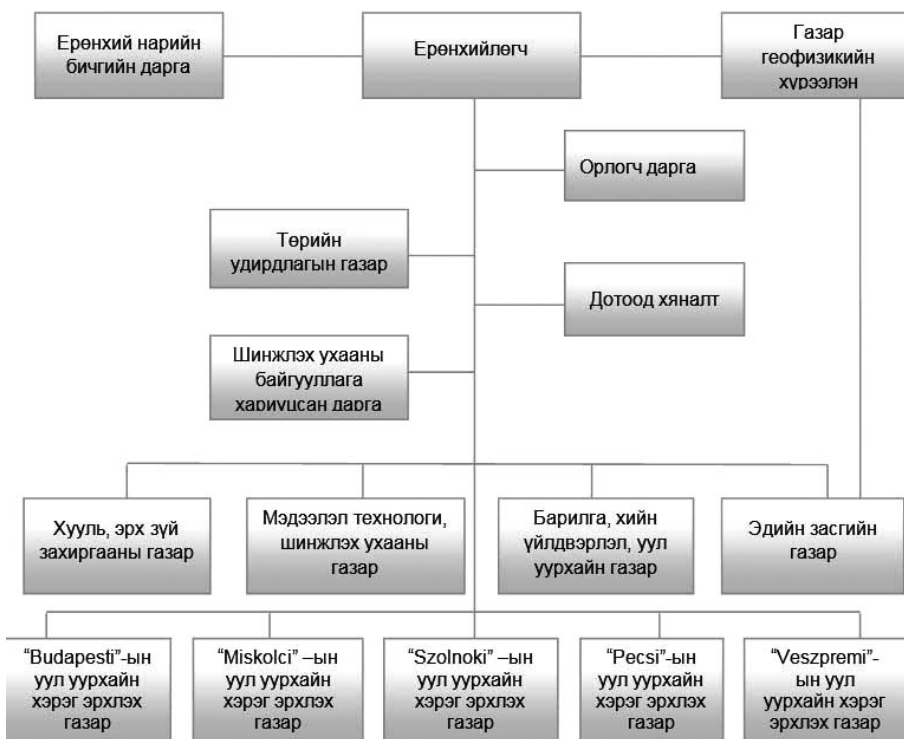 Ерөнхий нарийн
бичгийн дарга
Ерөнхийлөгч
Газар
геофизикийн
хүрээлэн
Орлогч дарга
Төрийн
удирдлагын газар
Дотоод хяналт
Шинжлэх ухааны
байгууллага
хариуцсан дарга
Хууль, эрх зүй
захиргааны газар
Мэдээлэл технологи,
шинжлэх ухааны
газар
Барилга, хийн
үйлдвэрлэл, уул
уурхайн газар
Эдийн засгийн
газар
“Budapesti”-ын
уул уурхайн
хэрэг эрхлэх
газар
“Miskolci” –ын
уул уурхайн
хэрэг эрхлэх
газар
“Szolnoki” –ын
уул уурхайн
хэрэг эрхлэх
газар
“Pecsi”-ын
уул уурхайн
хэрэг эрхлэх
газар
“Veszpremi”-
ын уул
уурхайн хэрэг
эрхлэх газар